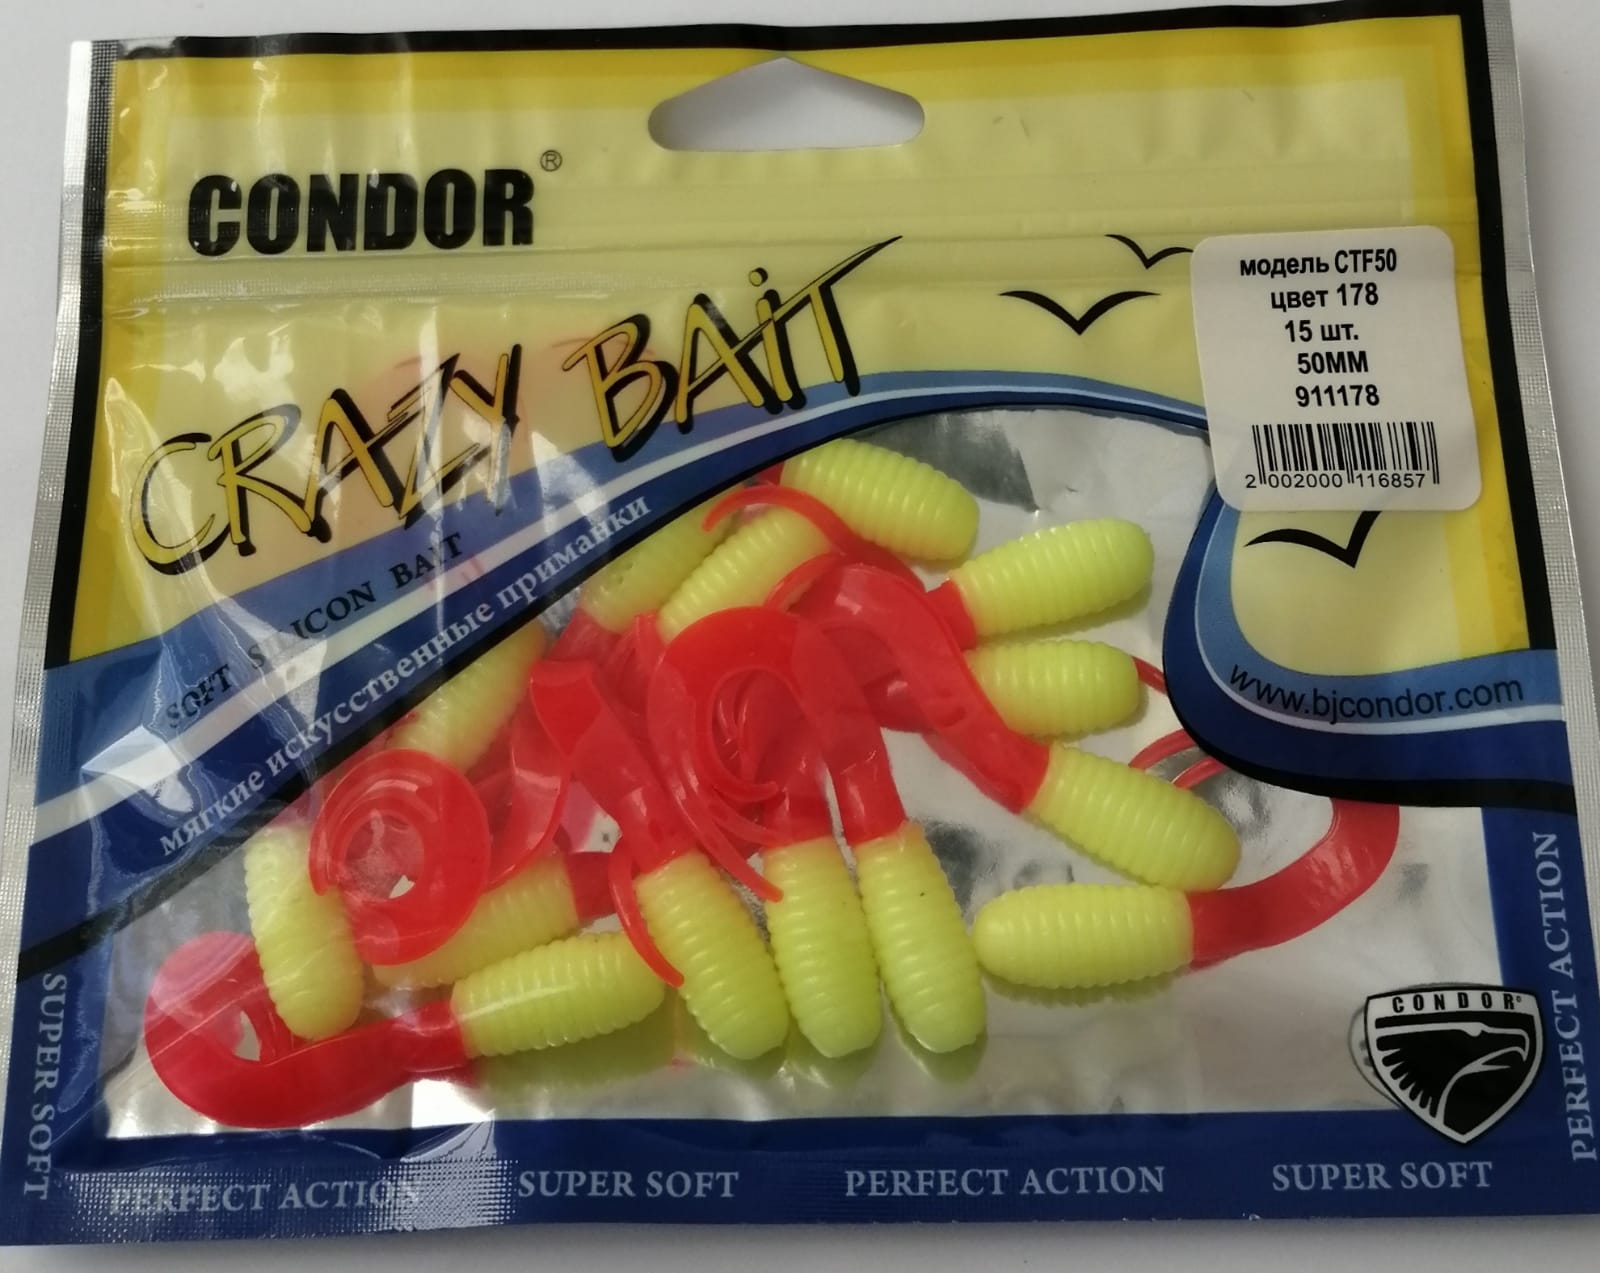 CONDOR®
CRAZY BAiT
SOFT SILICON BAIT
мягкие искусственные приманки
модель CTF50
цвет 178
15 шт.
50ММ
911178
2 002000 116857
www.bjcondor.com
CONDOR®
SUPER SOFT
PERFECT ACTION
PERFECT ACTION SUPER SOFT PERFECT ACTION SUPER SOFT